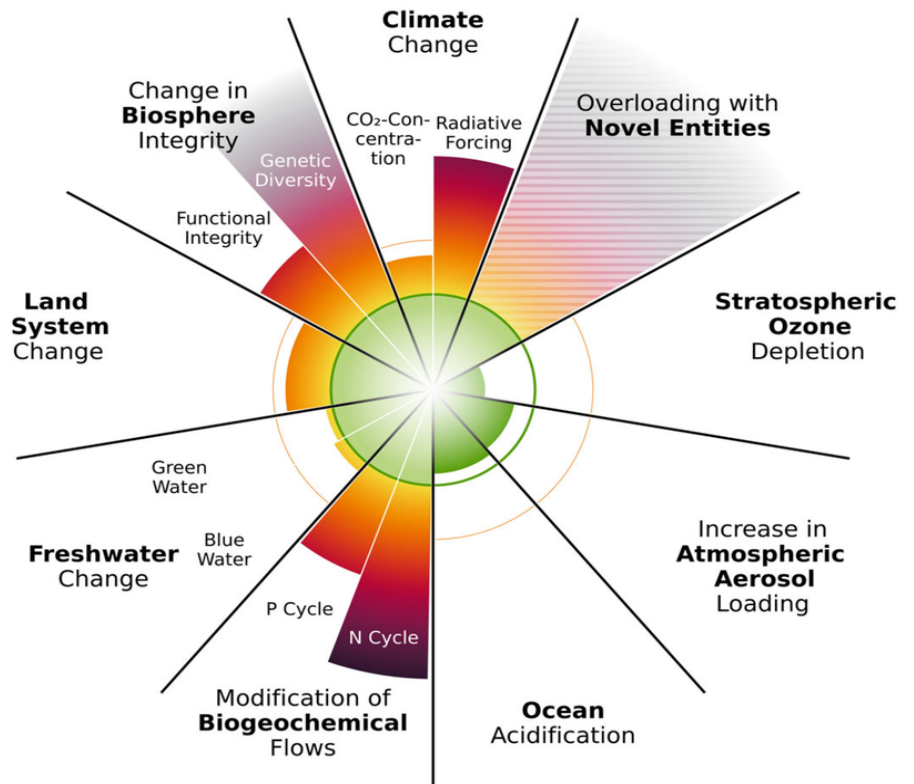 Climate
Change
CO₂-Con-
centra-
tion
Radiative
Forcing
Overloading with
Novel Entities
Stratospheric
Ozone
Depletion
Increase in
Atmospheric
Aerosol
Loading
Ocean
Acidification
Modification of
Biogeochemical
Flows
P Cycle
N Cycle
Freshwater
Change
Green
Water
Blue
Water
Land
System
Change
Change in
Biosphere
Integrity
Functional
Integrity
Genetic
Diversity